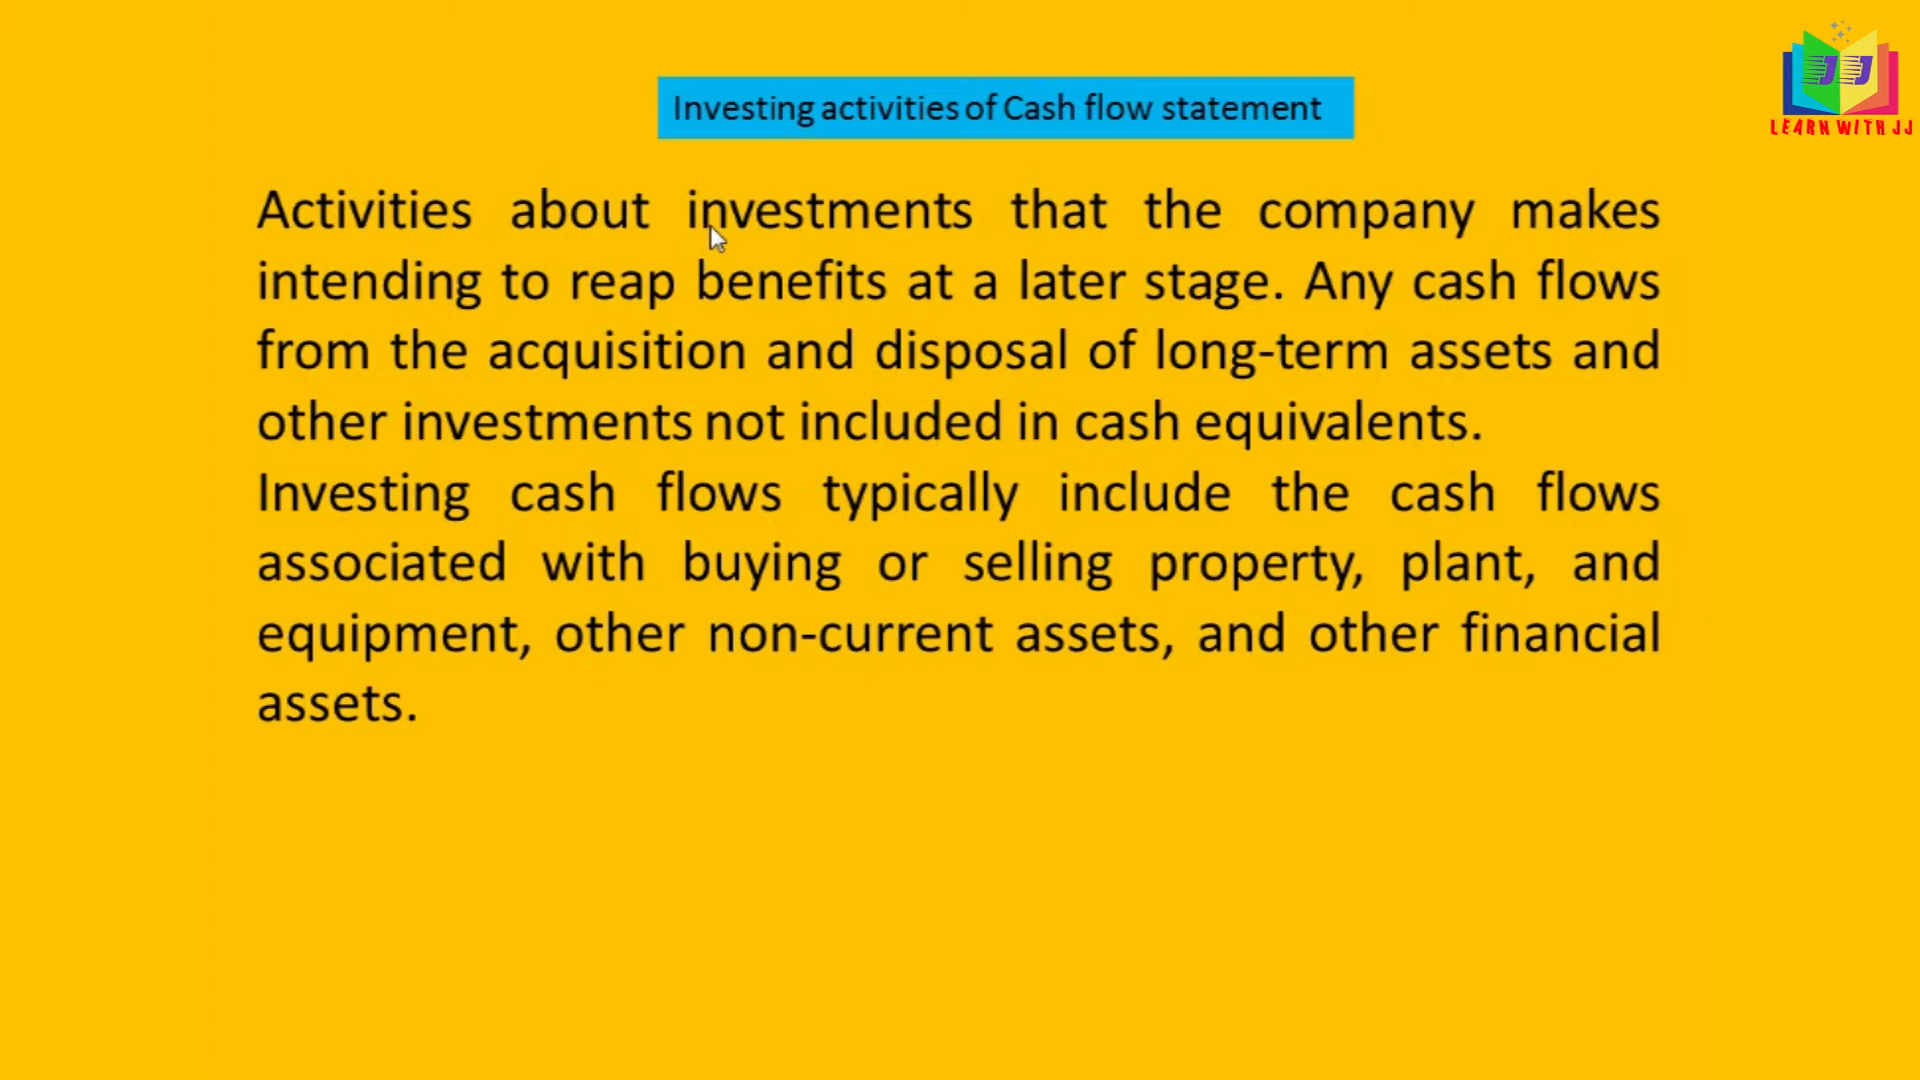 Investing activities of Cash flow statement
JJ
LEARN WITH JJ
Activities about investments that the company makes
intending to reap benefits at a later stage. Any cash flows
from the acquisition and disposal of long-term assets and
other investments not included in cash equivalents.
Investing cash flows typically include the cash flows
associated with buying or selling property, plant, and
equipment, other non-current assets, and other financial
assets.